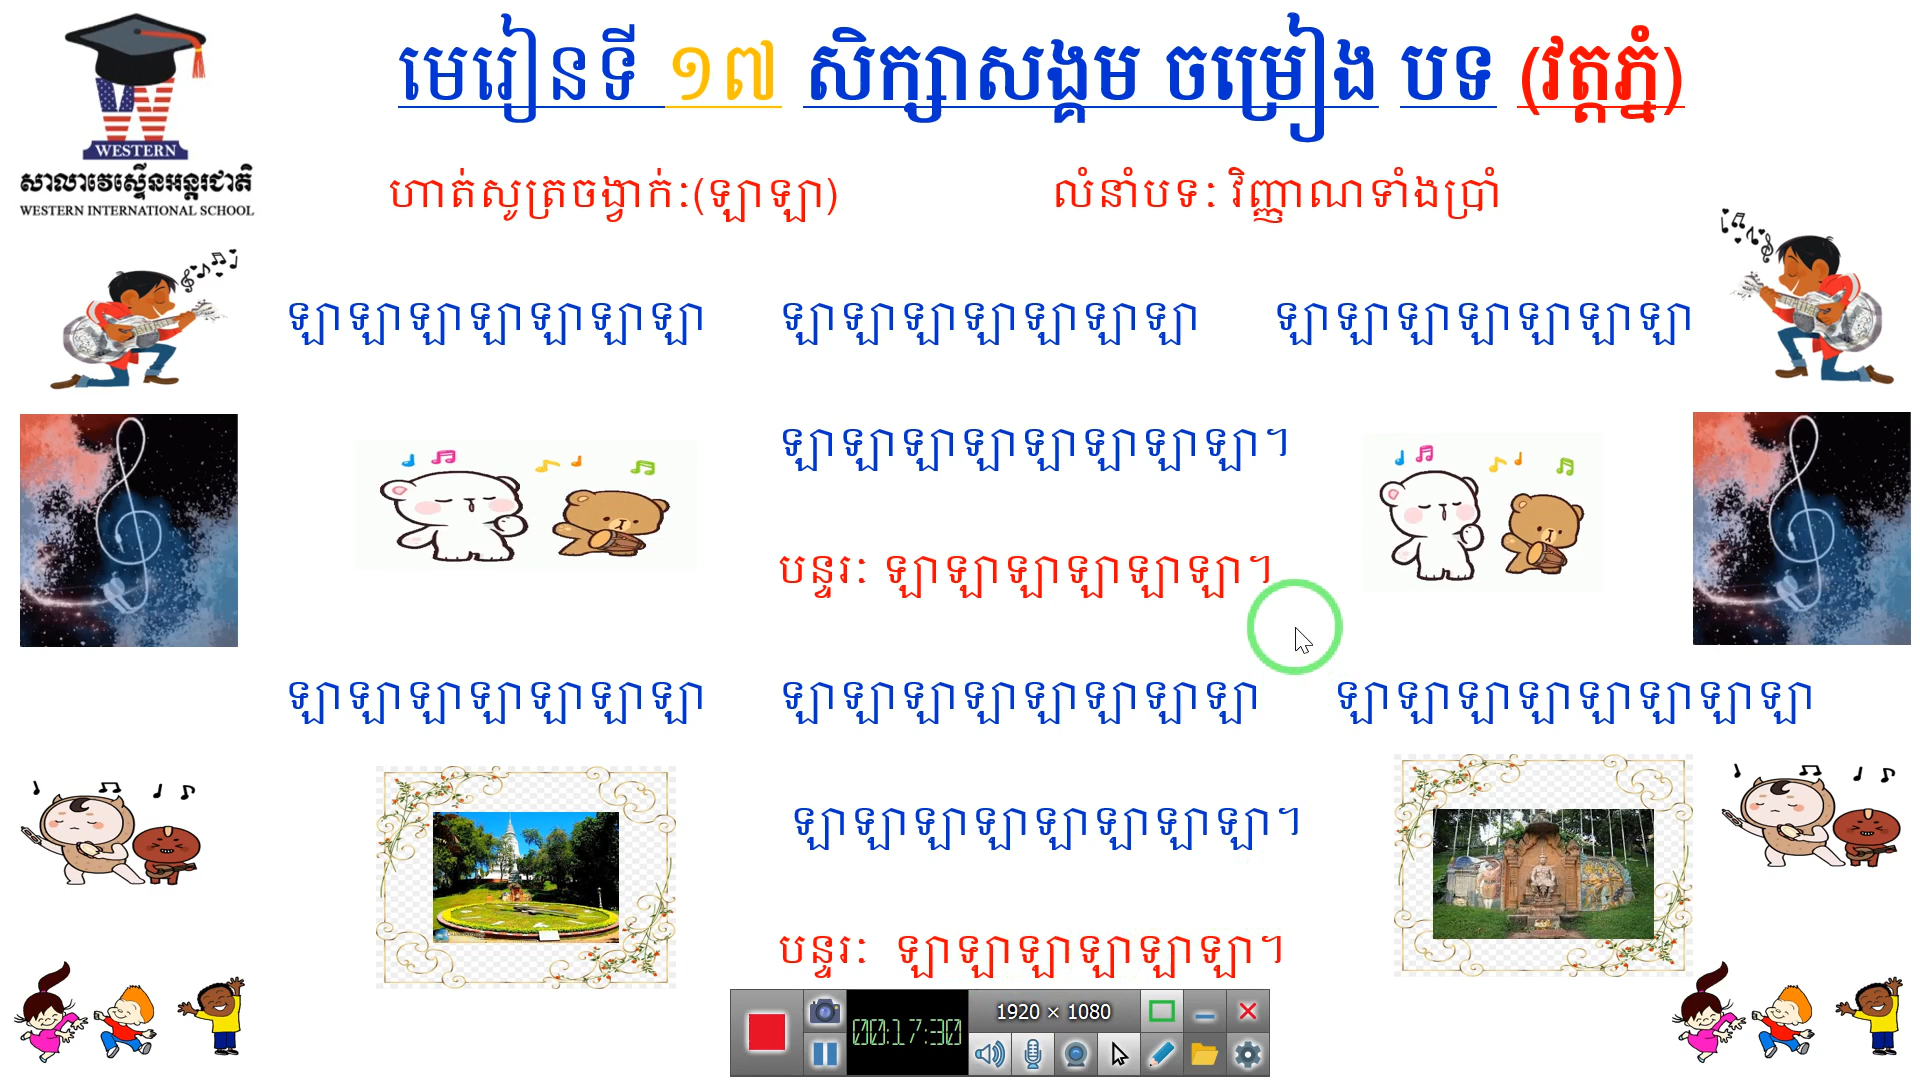 មេរៀនទី ១៧ សិក្សាសង្គម ចម្រៀង បទ (វត្តភ្នំ)
WESTERN
សាលាវេស្ទើនអន្តរជាតិ
WESTERN INTERNATIONAL SCHOOL
ហាត់សូត្រចង្វាក់:(ឡាឡា) លំនាំបទ: វិញ្ញាណទាំងប្រាំ
ឡាឡាឡាឡាឡាឡាឡា ឡាឡាឡាឡាឡាឡាឡា ឡាឡាឡាឡាឡាឡាឡា
ឡាឡាឡាឡាឡាឡាឡាឡា។
បន្ទរ: ឡាឡាឡាឡាឡាឡា។
ឡាឡាឡាឡាឡាឡាឡា ឡាឡាឡាឡាឡាឡាឡាឡា ឡាឡាឡាឡាឡាឡាឡាឡា
ឡាឡាឡាឡាឡាឡាឡាឡា។
បន្ទរ: ឡាឡាឡាឡាឡាឡា។
00:17:30 1920 × 1080